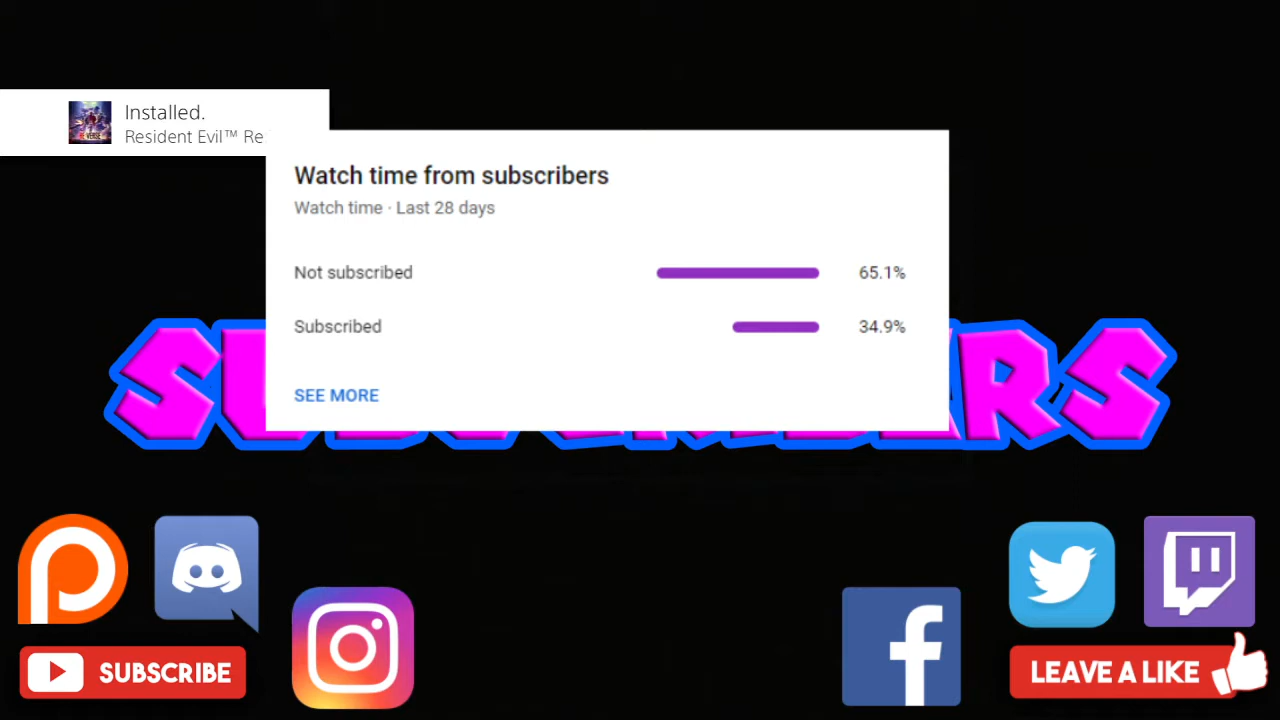 Installed.
Resident Evil™ Re:
Watch time from subscribers
Watch time · Last 28 days
Not subscribed 65.1%
Subscribed 34.9%
SEE MORE
SUBSCRIBE
LEAVE A LIKE